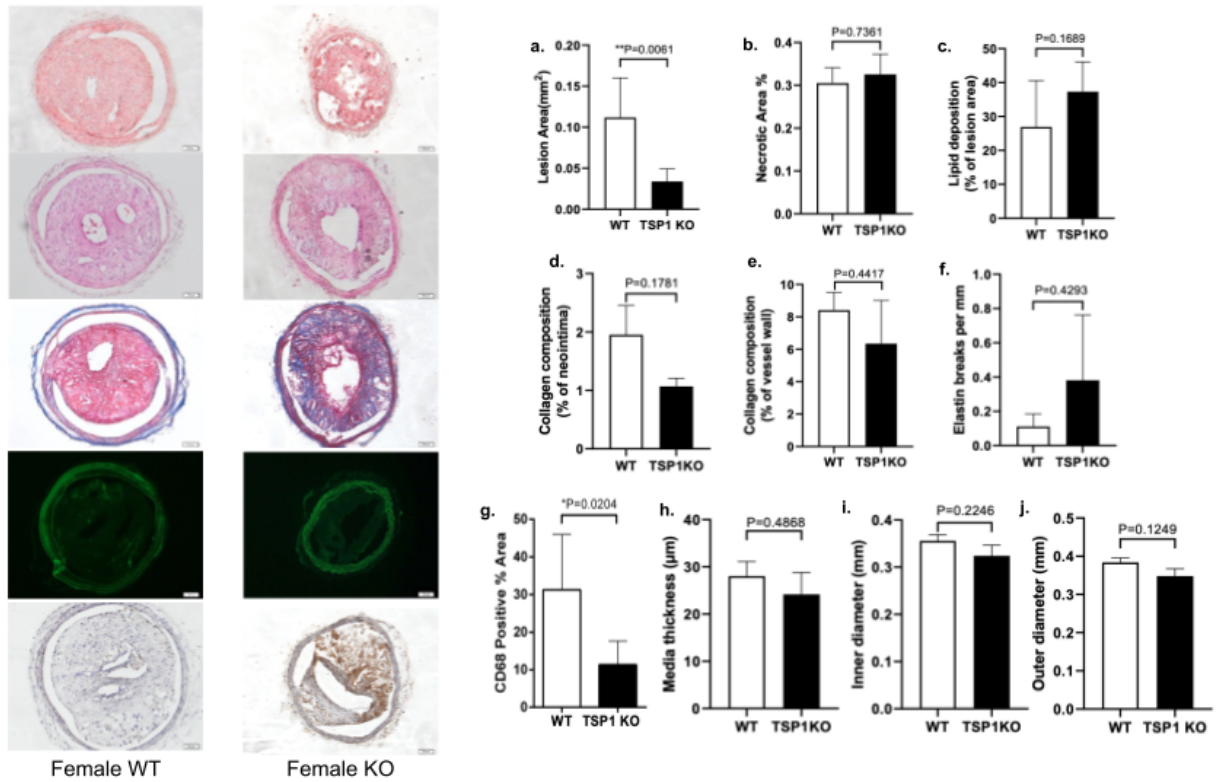 a.
**P=0.0061
Lesion Area(mm²)
0.20
0.15
0.10
0.05
0.00
WT TSP1 KO
b.
P=0.7361
Necrotic Area %
0.4
0.3
0.2
0.1
0.0
WT TSP1KO
c.
P=0.1689
Lipid deposition
(% of lesion area)
50
40
30
20
10
0
WT TSP1KO
d.
P=0.1781
Collagen composition
(% of neointima)
3
2
1
0
WT TSP1KO
e.
P=0.4417
Collagen composition
(% of vessel wall)
10
8
6
4
2
0
WT TSP1KO
f.
P=0.4293
Elastin breaks per mm
1.0
0.8
0.6
0.4
0.2
0.0
WT TSP1KO
g.
*P=0.0204
CD68 Positive % Area
50
40
30
20
10
0
WT TSP1 KO
h.
P=0.4868
Media thickness (µm)
40
30
20
10
0
WT TSP1KO
i.
P=0.2246
Inner diameter (mm)
0.4
0.3
0.2
0.1
0.0
WT TSP1KO
j.
P=0.1249
Outer diameter (mm)
0.5
0.4
0.3
0.2
0.1
0.0
WT TSP1 KO
Female WT
Female KO